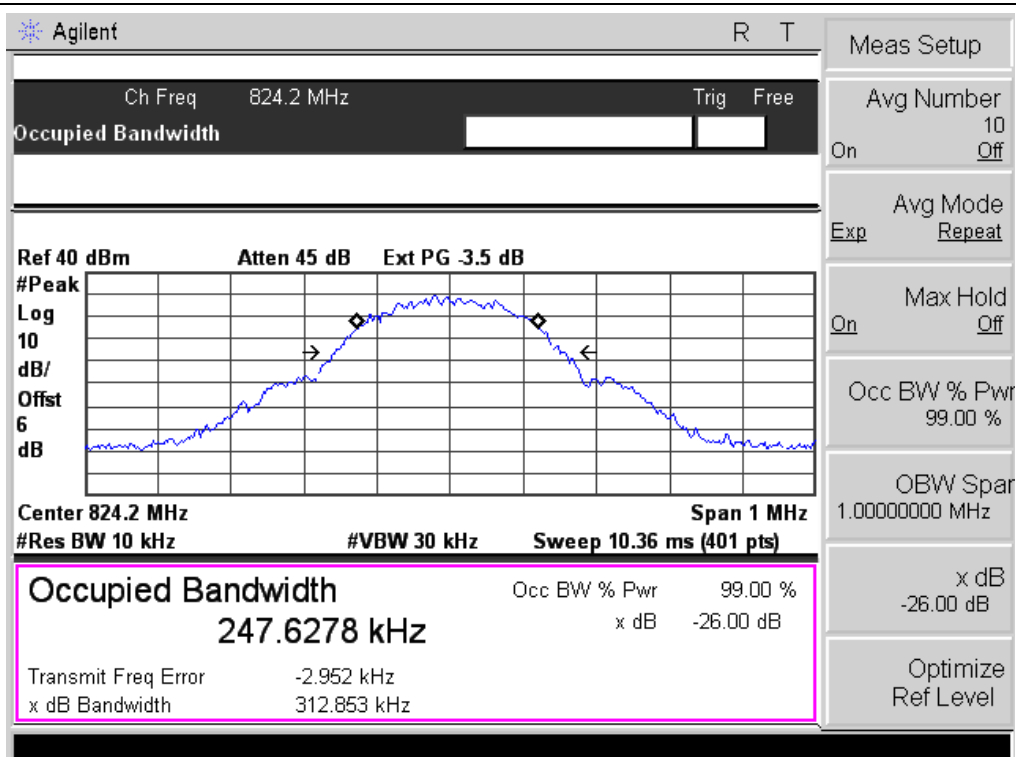 Agilent R T
Ch Freq 824.2 MHz Trig Free
Occupied Bandwidth
Ref 40 dBm Atten 45 dB Ext PG -3.5 dB
#Peak
Log
10
dB/
Offst
6
dB
Center 824.2 MHz Span 1 MHz
#Res BW 10 kHz #VBW 30 kHz Sweep 10.36 ms (401 pts)
Occupied Bandwidth
247.6278 kHz
Occ BW % Pwr 99.00 %
x dB -26.00 dB
Transmit Freq Error -2.952 kHz
x dB Bandwidth 312.853 kHz
Meas Setup
Avg Number
10
On Off
Avg Mode
Exp Repeat
Max Hold
On Off
Occ BW % Pwr
99.00 %
OBW Span
1.00000000 MHz
x dB
-26.00 dB
Optimize
Ref Level